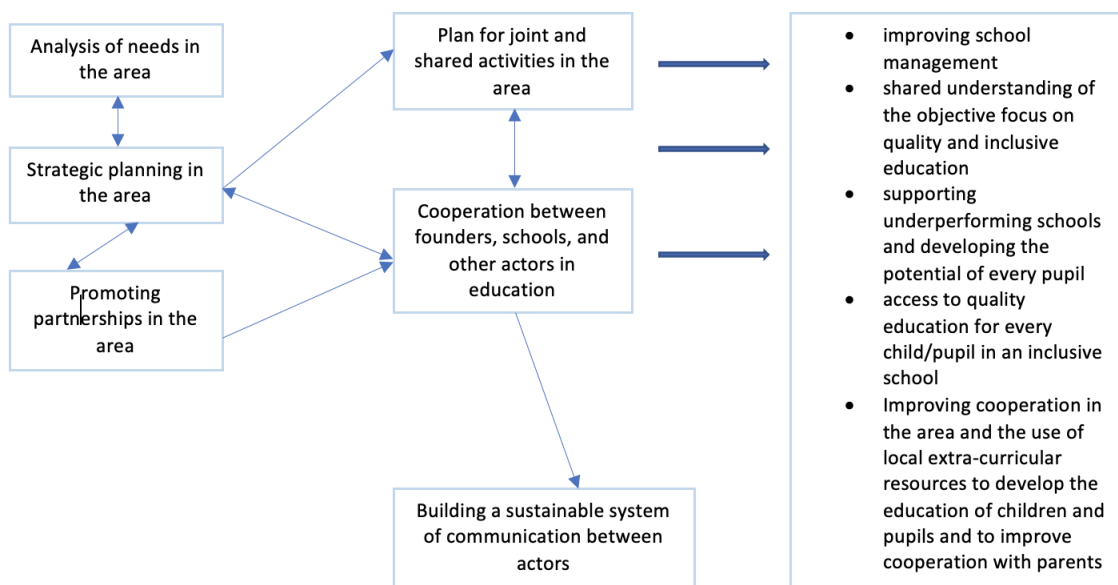 Analysis of needs in
the area
Strategic planning in
the area
Promoting
partnerships in the
area
Plan for joint and
shared activities in the
area
Cooperation between
founders, schools, and
other actors in
education
Building a sustainable system
of communication between
actors
• improving school
management
• shared understanding of
the objective focus on
quality and inclusive
education
• supporting
underperforming schools
and developing the
potential of every pupil
• access to quality
education for every
child/pupil in an inclusive
school
• Improving cooperation in
the area and the use of
local extra-curricular
resources to develop the
education of children and
pupils and to improve
cooperation with parents